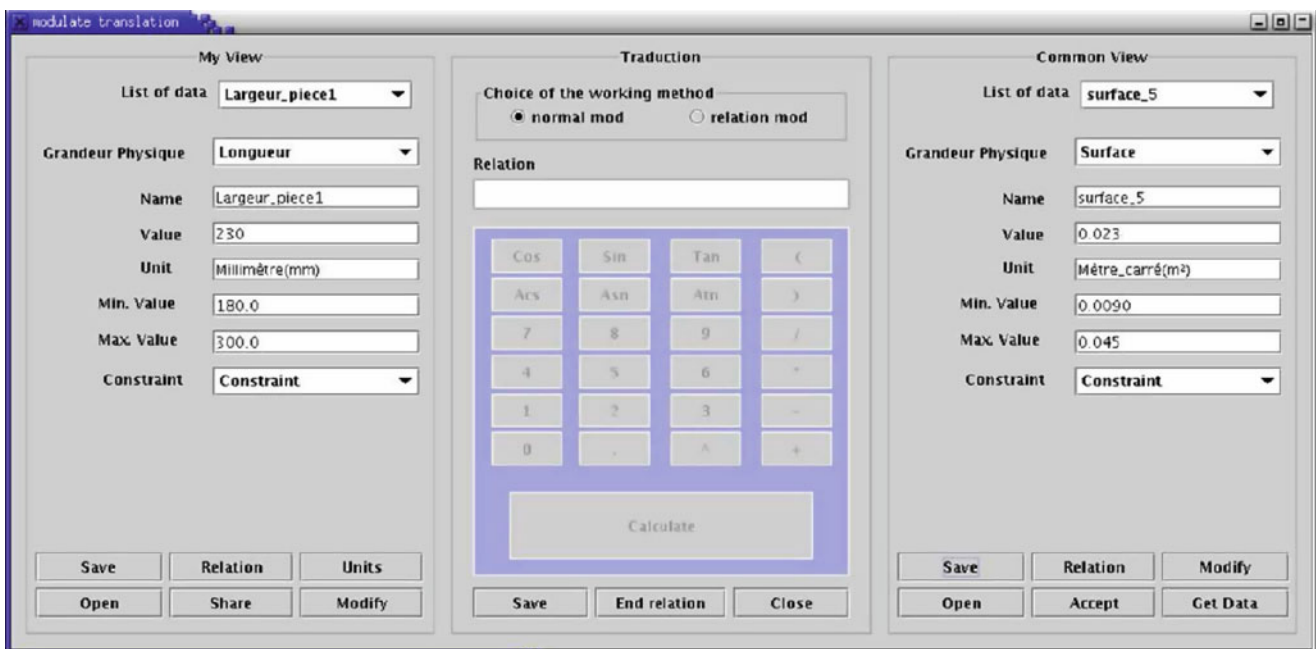 modulate translation
My View
List of data Largeur_piece1
Grandeur Physique Longueur
Name Largeur_piece1
Value 230
Unit Millimètre(mm)
Min. Value 180.0
Max. Value 300.0
Constraint Constraint
Save Relation Units
Open Share Modify
Traduction
Choice of the working method
normal mod relation mod
Relation
Cos Sin Tan (
Acs Asn Atn )
7 8 9 /
4 5 6 *
1 2 3 -
0 . ^ +
Calculate
Save End relation Close
Common View
List of data surface_5
Grandeur Physique Surface
Name surface_5
Value 0.023
Unit Mètre_carré(m²)
Min. Value 0.0090
Max. Value 0.045
Constraint Constraint
Save Relation Modify
Open Accept Get Data